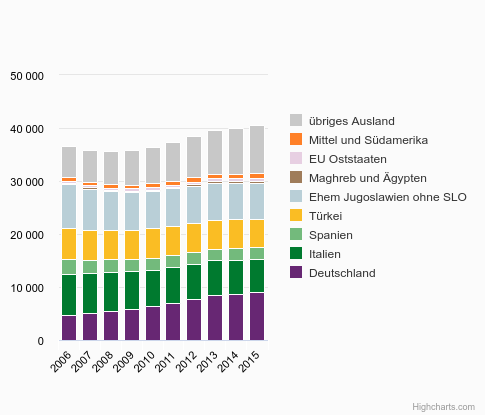 50 000
40 000
30 000
20 000
10 000
0
2006 2007 2008 2009 2010 2011 2012 2013 2014 2015
übriges Ausland
Mittel und Südamerika
EU Oststaaten
Maghreb und Ägypten
Ehem Jugoslawien ohne SLO
Türkei
Spanien
Italien
Deutschland
Highcharts.com